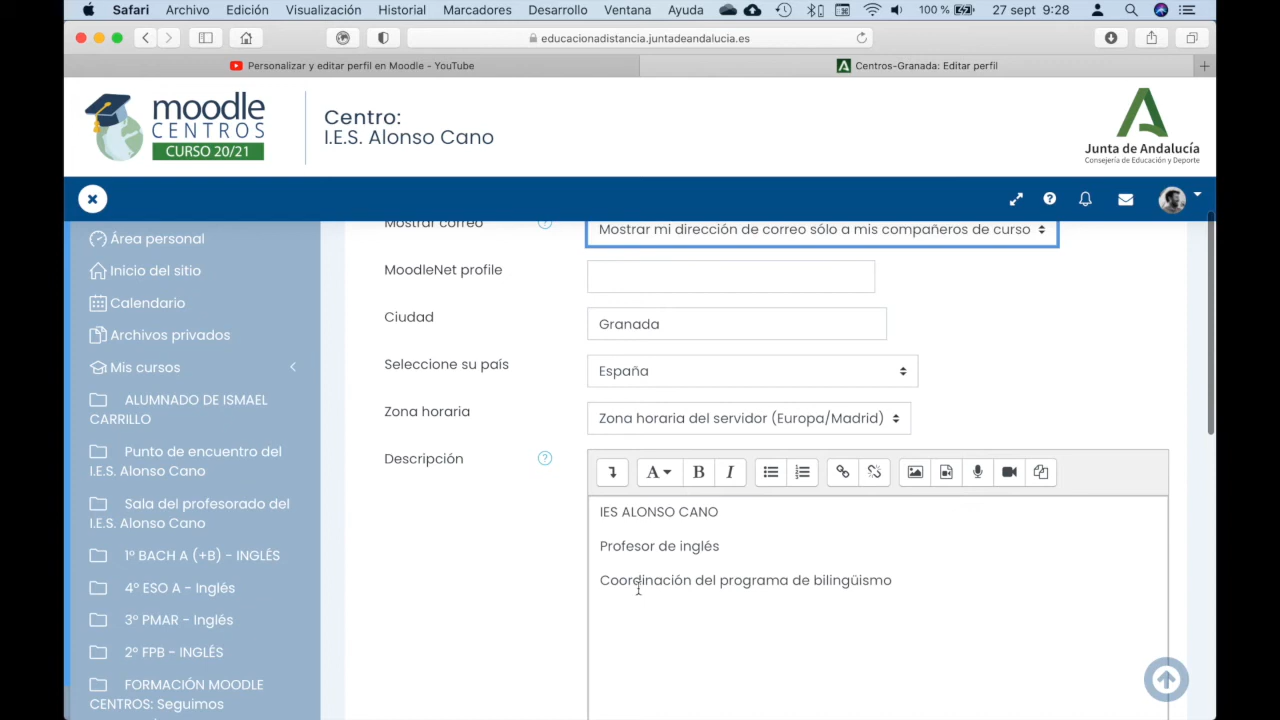 Safari Archivo Edición Visualización Historial Marcadores Desarrollo Ventana Ayuda 100 % 27 sept 9:28
educacionadistancia.juntadeandalucia.es
Personalizar y editar perfil en Moodle - YouTube
Centros-Granada: Editar perfil
moodle
CENTROS
CURSO 20/21
Centro:
I.E.S. Alonso Cano
Junta de Andalucía
Consejería de Educación y Deporte
Área personal
Inicio del sitio
Calendario
Archivos privados
Mis cursos
ALUMNADO DE ISMAEL
CARRILLO
Punto de encuentro del
I.E.S. Alonso Cano
Sala del profesorado del
I.E.S. Alonso Cano
1º BACH A (+B) - INGLÉS
4º ESO A - Inglés
3º PMAR - Inglés
2º FPB - INGLÉS
FORMACIÓN MOODLE
CENTROS: Seguimos
Mostrar correo
Mostrar mi dirección de correo sólo a mis compañeros de curso
MoodleNet profile
Ciudad
Granada
Seleccione su país
España
Zona horaria
Zona horaria del servidor (Europa/Madrid)
Descripción
A B I
IES ALONSO CANO
Profesor de inglés
Coordinación del programa de bilingüismo